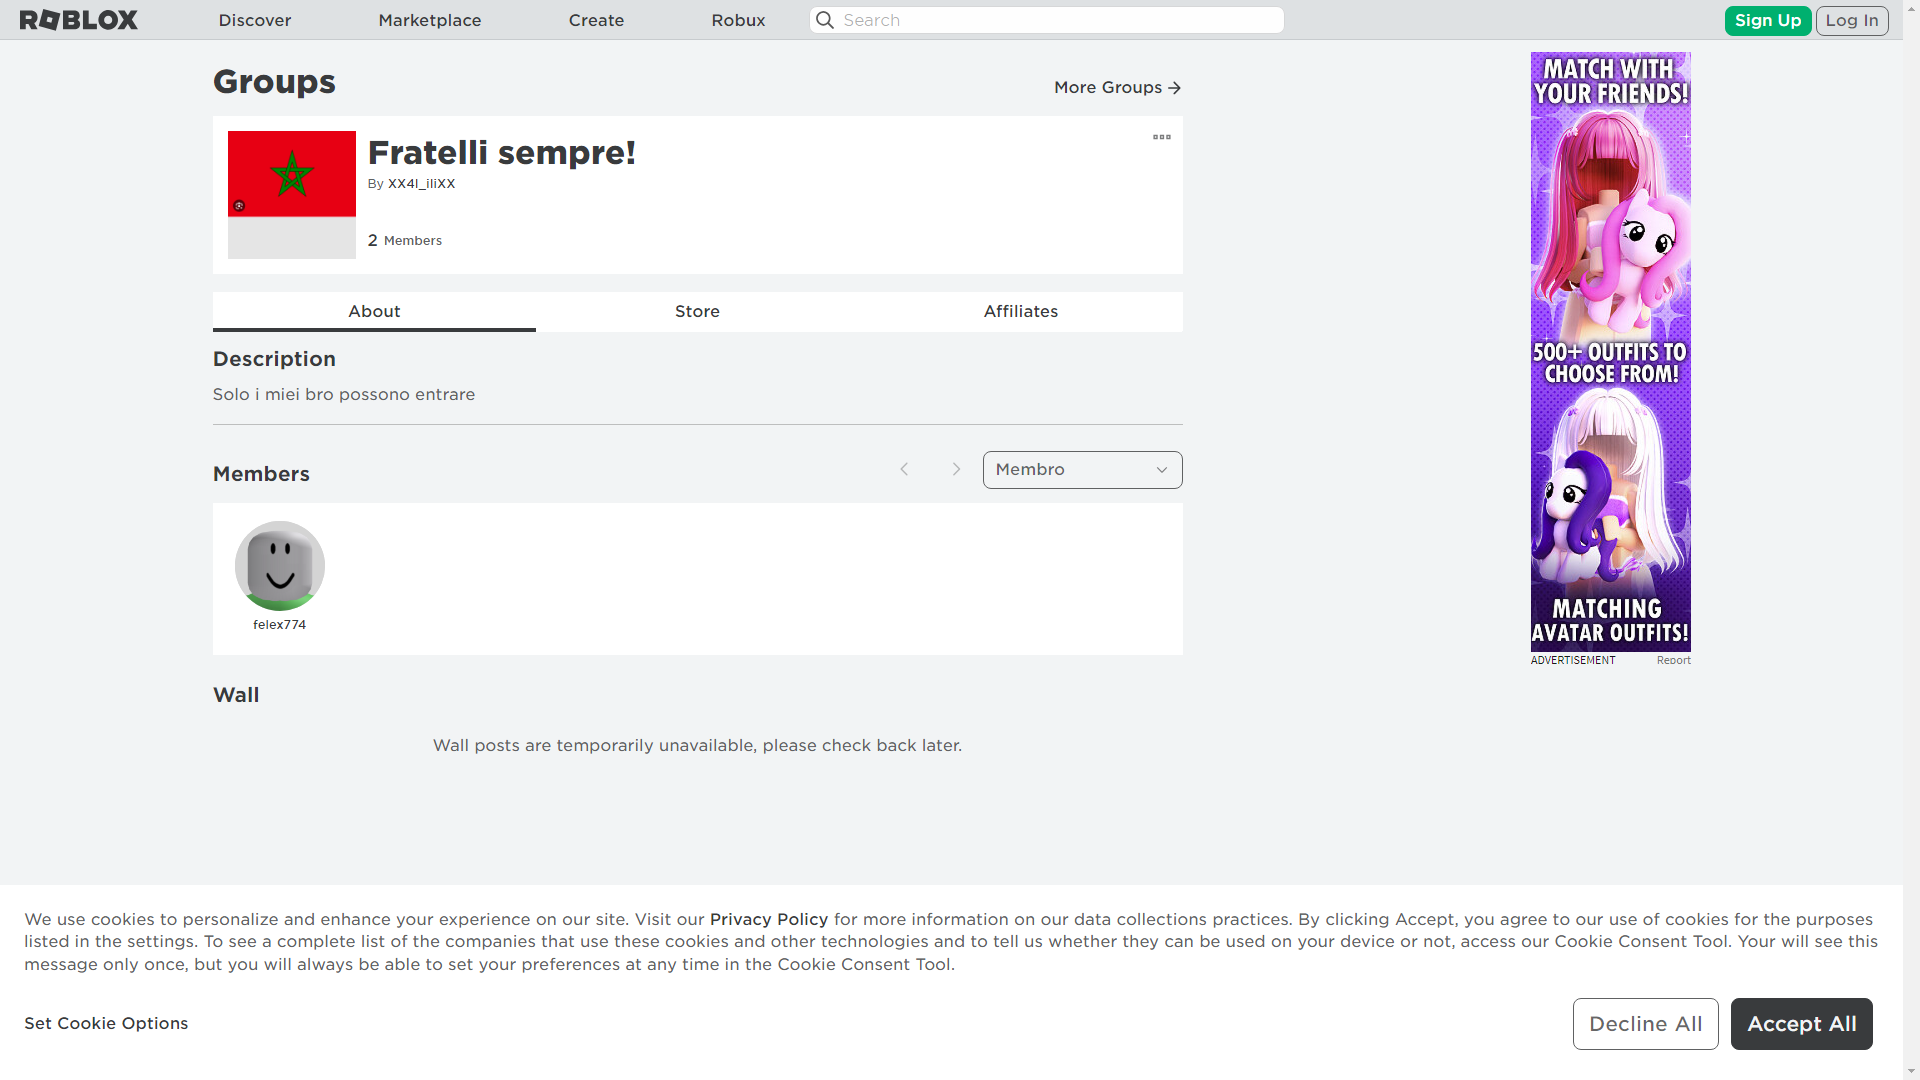 ROBLOX
Discover
Marketplace
Create
Robux
Search
Sign Up
Log In
Groups
More Groups
Fratelli sempre!
By XX4l_iliXX
2 Members
About
Store
Affiliates
Description
Solo i miei bro possono entrare
Members
Membro
felex774
Wall
Wall posts are temporarily unavailable, please check back later.
MATCH WITH
YOUR FRIENDS!
500+ OUTFITS TO
CHOOSE FROM!
MATCHING
AVATAR OUTFITS!
ADVERTISEMENT
Report
We use cookies to personalize and enhance your experience on our site. Visit our Privacy Policy for more information on our data collections practices. By clicking Accept, you agree to our use of cookies for the purposes
listed in the settings. To see a complete list of the companies that use these cookies and other technologies and to tell us whether they can be used on your device or not, access our Cookie Consent Tool. Your will see this
message only once, but you will always be able to set your preferences at any time in the Cookie Consent Tool.
Set Cookie Options
Decline All
Accept All